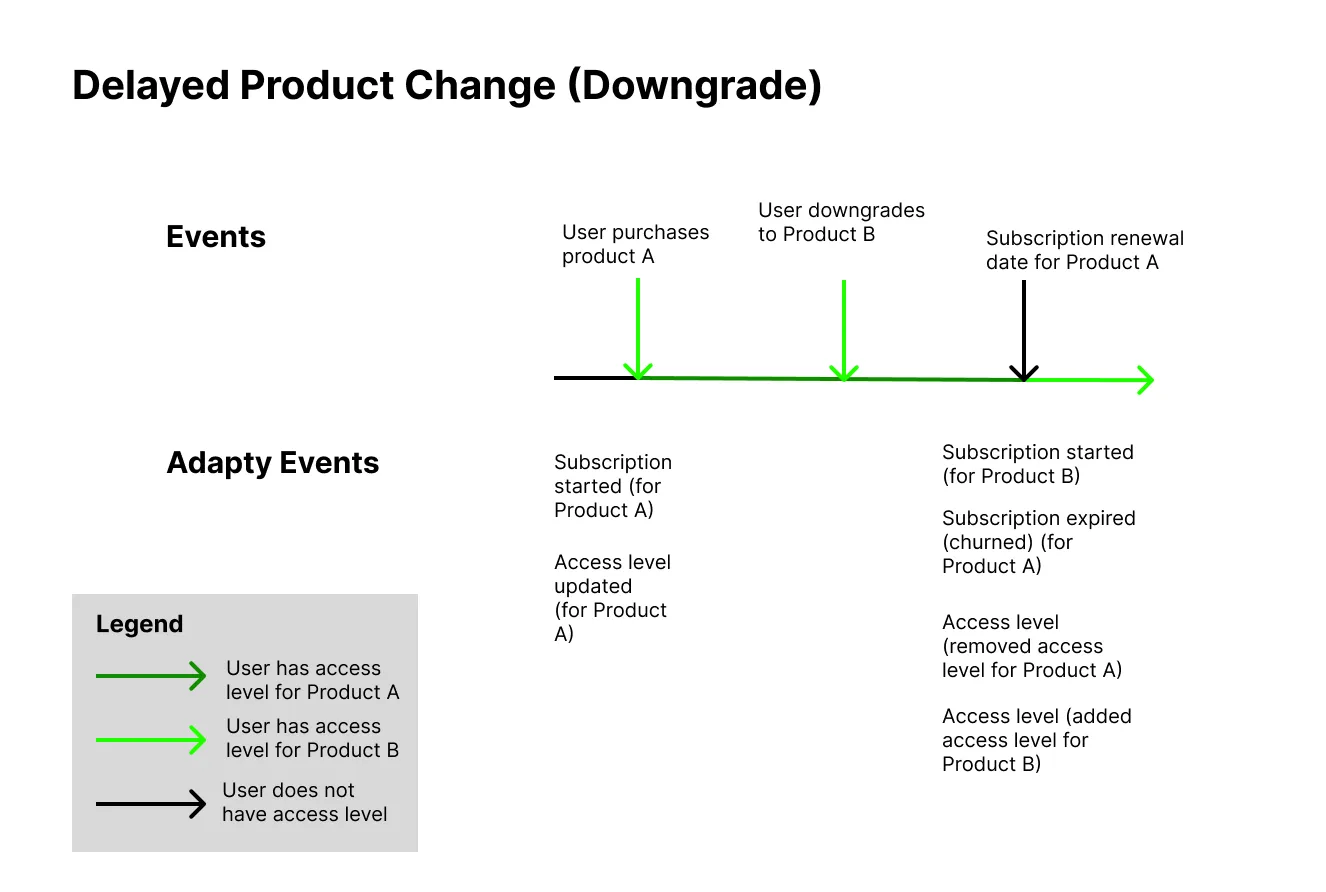 Delayed Product Change (Downgrade)
Events
User purchases
product A
User downgrades
to Product B
Subscription renewal
date for Product A
Adapty Events
Subscription
started (for
Product A)
Access level
updated
(for Product
A)
Subscription started
(for Product B)
Subscription expired
(churned) (for
Product A)
Access level
(removed access
level for Product A)
Access level (added
access level for
Product B)
Legend
User has access
level for Product A
User has access
level for Product B
User does not
have access level